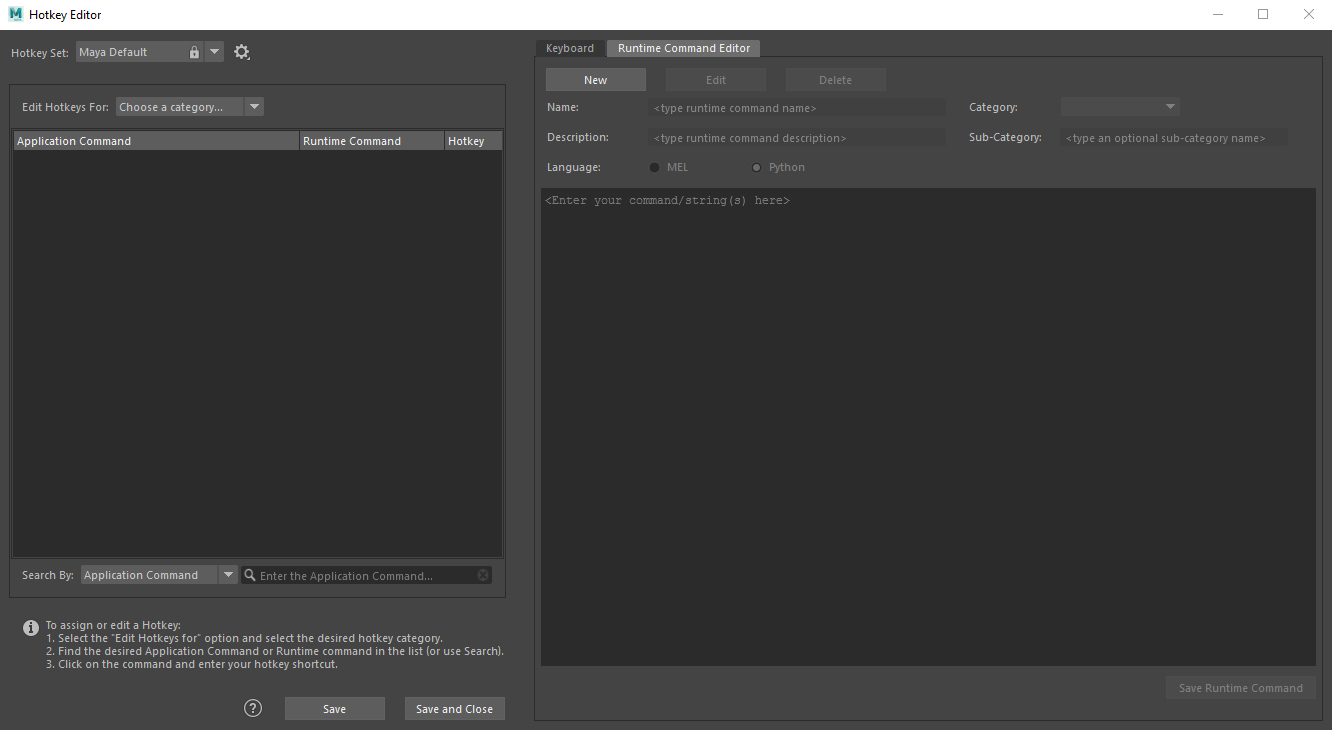 Hotkey Editor
Hotkey Set: Maya Default
Edit Hotkeys For: Choose a category...
Application Command Runtime Command Hotkey
Search By: Application Command Enter the Application Command...
To assign or edit a Hotkey:
1. Select the "Edit Hotkeys for" option and select the desired hotkey category.
2. Find the desired Application Command or Runtime command in the list (or use Search).
3. Click on the command and enter your hotkey shortcut.
? Save Save and Close
Keyboard Runtime Command Editor
New Edit Delete
Name: <type runtime command name> Category:
Description: <type runtime command description> Sub-Category: <type an optional sub-category name>
Language: MEL Python
<Enter your command/string(s) here>
Save Runtime Command